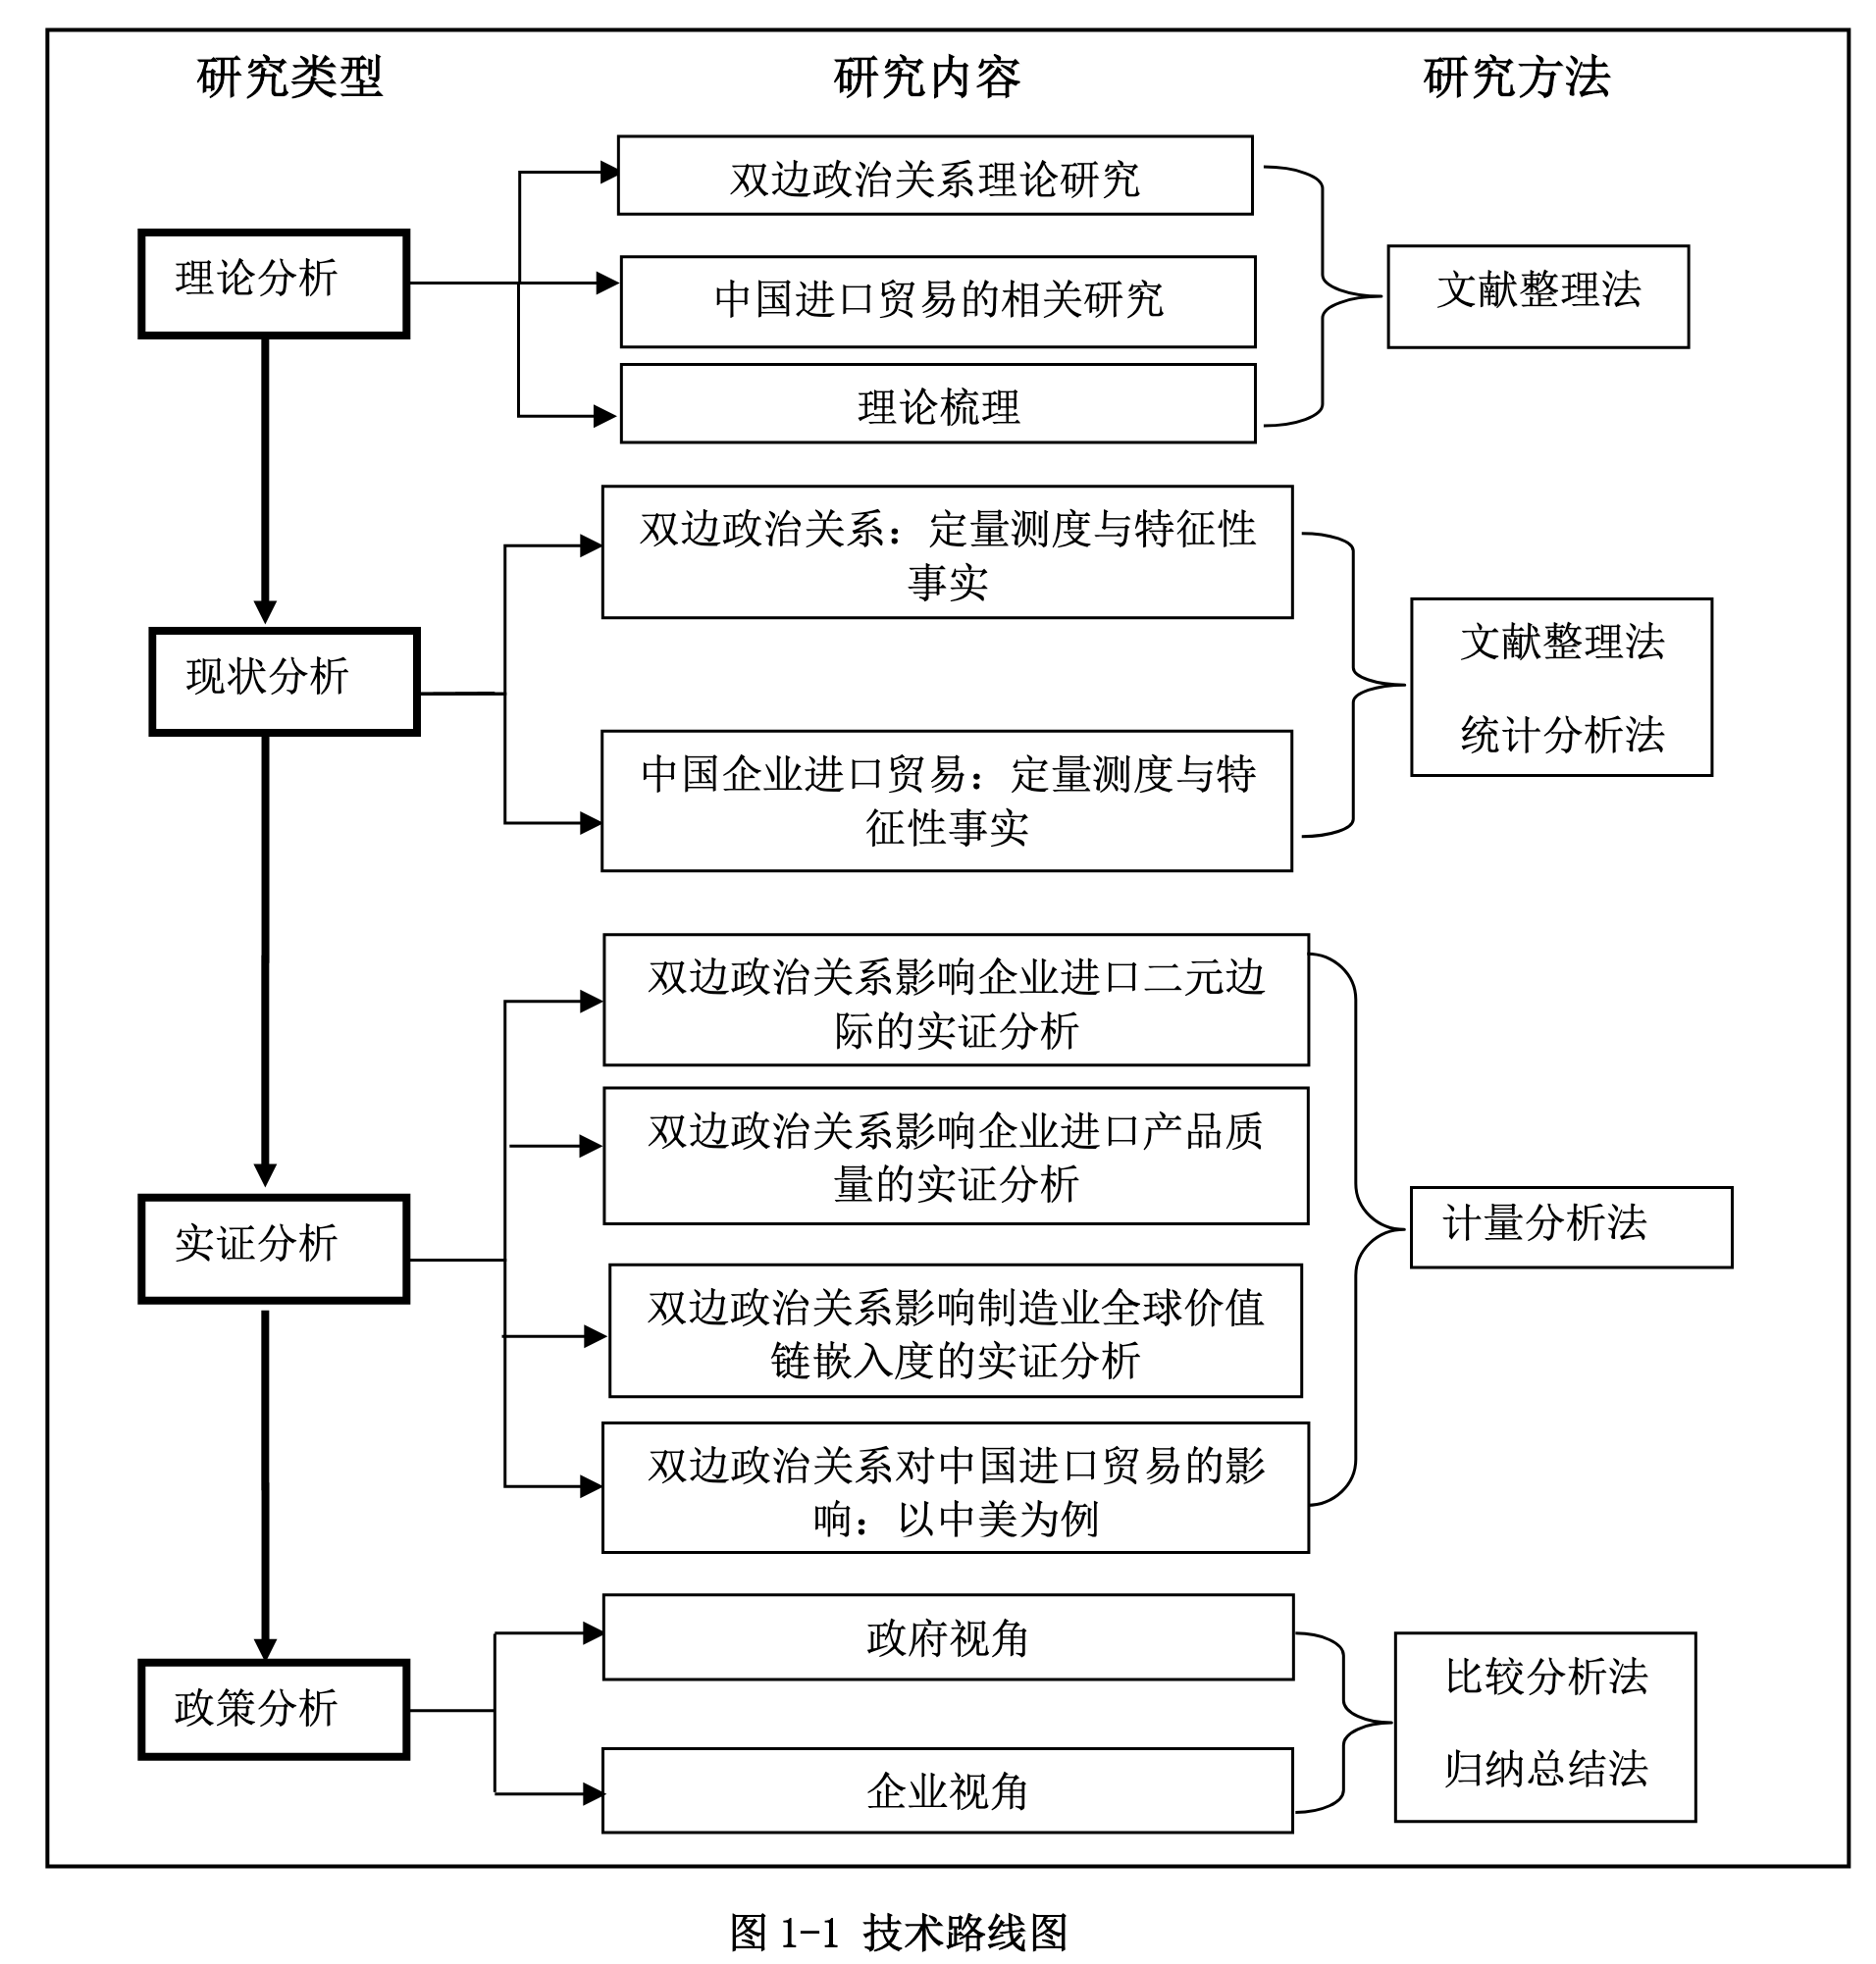 研究类型
研究内容
研究方法
双边政治关系理论研究
理论分析
中国进口贸易的相关研究
文献整理法
理论梳理
双边政治关系：定量测度与特征性
事实
现状分析
文献整理法
统计分析法
中国企业进口贸易：定量测度与特
征性事实
双边政治关系影响企业进口二元边
际的实证分析
双边政治关系影响企业进口产品质
量的实证分析
实证分析
计量分析法
双边政治关系影响制造业全球价值
链嵌入度的实证分析
双边政治关系对中国进口贸易的影
响：以中美为例
政府视角
政策分析
比较分析法
归纳总结法
企业视角
图 1-1 技术路线图